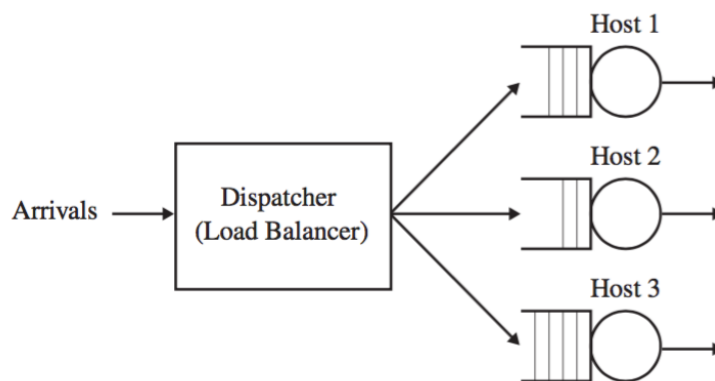 Host 1
Host 2
Arrivals
Dispatcher
(Load Balancer)
Host 3